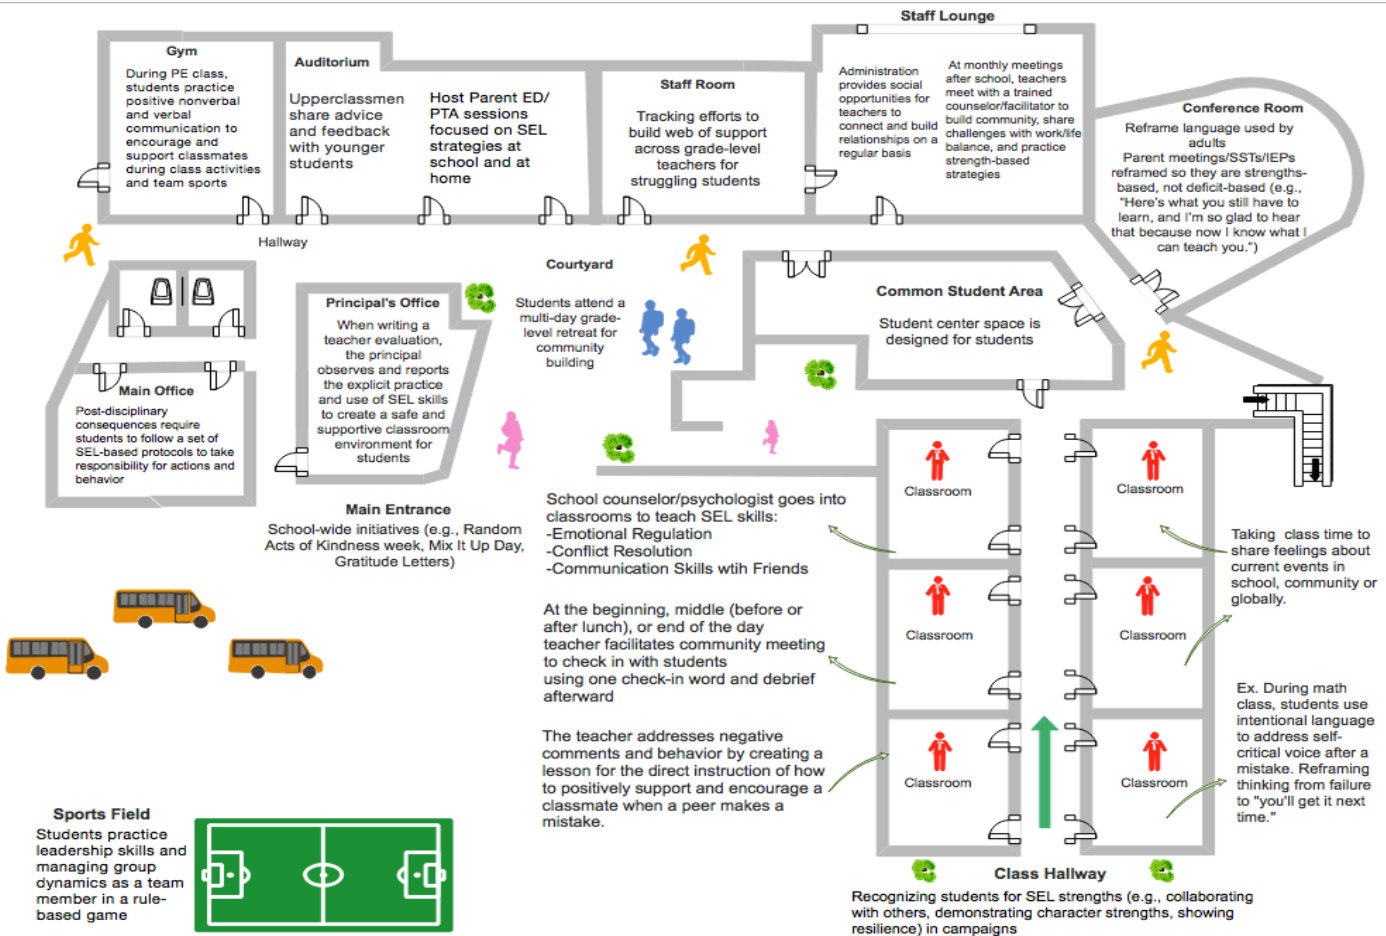 Staff Lounge
Gym
During PE class,
students practice
positive nonverbal
and verbal
communication to
encourage and
support classmates
during class activities
and team sports
Auditorium
Upperclassmen
share advice
and feedback
with younger
students
Host Parent ED/
PTA sessions
focused on SEL
strategies at
school and at
home
Staff Room
Tracking efforts to
build web of support
across grade-level
teachers for
struggling students
Administration
provides social
opportunities for
teachers to
connect and build
relationships on a
regular basis
At monthly meetings
after school, teachers
meet with a trained
counselor/facilitator to
build community, share
challenges with work/life
balance, and practice
strength-based
strategies
Conference Room
Reframe language used by
adults
Parent meetings/SSTs/IEPs
reframed so they are strengths-
based, not deficit-based (e.g.,
"Here's what you still have to
learn, and I'm so glad to hear
that because now I know what I
can teach you.")
Hallway
Courtyard
Students attend a
multi-day grade-
level retreat for
community
building
Principal's Office
When writing a
teacher evaluation,
the principal
observes and reports
the explicit practice
and use of SEL skills
to create a safe and
supportive classroom
environment for
students
Common Student Area
Student center space is
designed for students
Main Office
Post-disciplinary
consequences require
students to follow a set of
SEL-based protocols to take
responsibility for actions and
behavior
Main Entrance
School-wide initiatives (e.g., Random
Acts of Kindness week, Mix It Up Day,
Gratitude Letters)
School counselor/psychologist goes into
classrooms to teach SEL skills:
-Emotional Regulation
-Conflict Resolution
-Communication Skills wtih Friends
At the beginning, middle (before or
after lunch), or end of the day
teacher facilitates community meeting
to check in with students
using one check-in word and debrief
afterward
The teacher addresses negative
comments and behavior by creating a
lesson for the direct instruction of how
to positively support and encourage a
classmate when a peer makes a
mistake.
Classroom
Classroom
Classroom
Classroom
Classroom
Classroom
Taking class time to
share feelings about
current events in
school, community or
globally.
Ex. During math
class, students use
intentional language
to address self-
critical voice after a
mistake. Reframing
thinking from failure
to "you'll get it next
time."
Sports Field
Students practice
leadership skills and
managing group
dynamics as a team
member in a rule-
based game
Class Hallway
Recognizing students for SEL strengths (e.g., collaborating
with others, demonstrating character strengths, showing
resilience) in campaigns